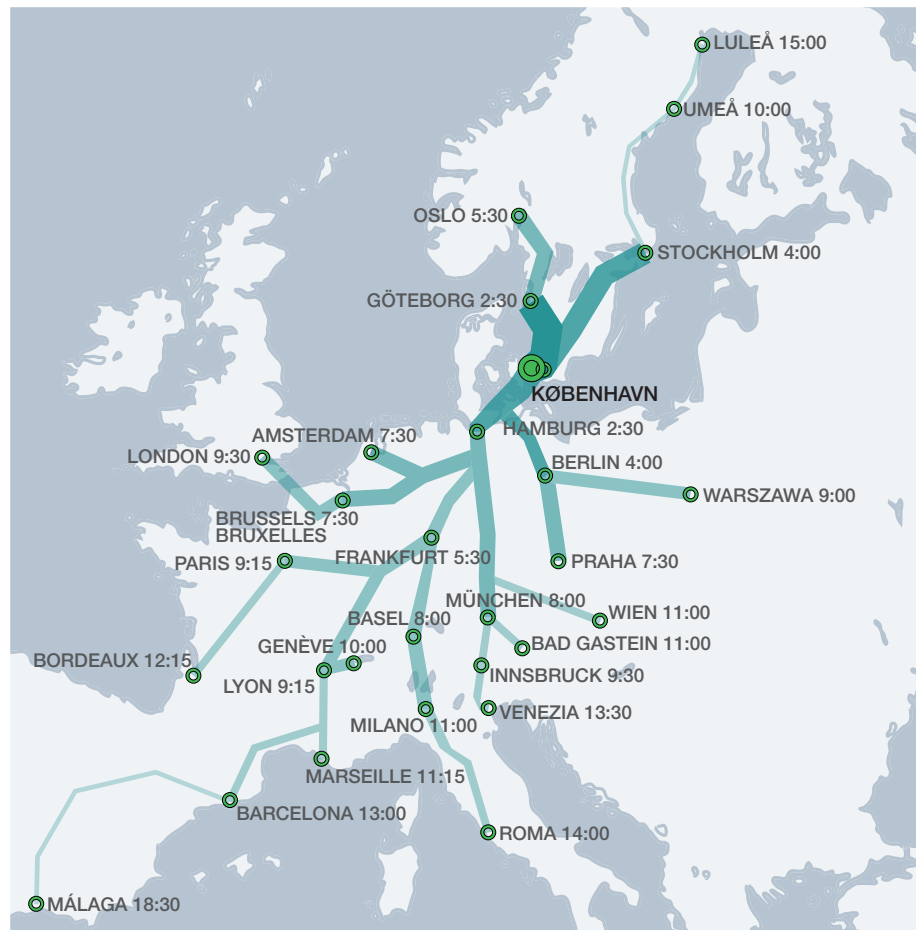 LULEÅ 15:00
UMEÅ 10:00
OSLO 5:30
STOCKHOLM 4:00
GÖTEBORG 2:30
KØBENHAVN
HAMBURG 2:30
AMSTERDAM 7:30
LONDON 9:30
BERLIN 4:00
WARSZAWA 9:00
BRUSSELS 7:30
BRUXELLES
FRANKFURT 5:30
PARIS 9:15
PRAHA 7:30
MÜNCHEN 8:00
WIEN 11:00
BASEL 8:00
BAD GASTEIN 11:00
GENÈVE 10:00
BORDEAUX 12:15
INNSBRUCK 9:30
LYON 9:15
VENEZIA 13:30
MILANO 11:00
MARSEILLE 11:15
BARCELONA 13:00
ROMA 14:00
MÁLAGA 18:30